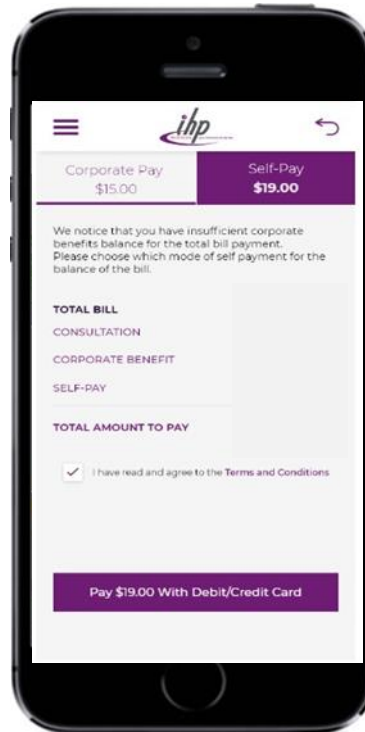 ihp
Corporate Pay
$15.00
Self-Pay
$19.00
We notice that you have insufficient corporate
benefits balance for the total bill payment.
Please choose which mode of self payment for the
balance of the bill.
TOTAL BILL
CONSULTATION
CORPORATE BENEFIT
SELF-PAY
TOTAL AMOUNT TO PAY
I have read and agree to the Terms and Conditions
Pay $19.00 With Debit/Credit Card